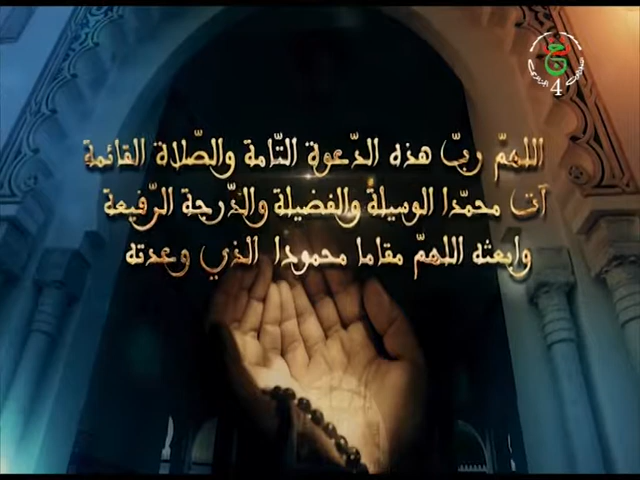 اللهمّ ربّ هذه الدّعوة التّامة والصّلاة القائمة
آت محمّدا الوسيلةُ والفضيلة والدّرجة الرّفيعة
وابعثه اللهمّ مقاما محمودا الذي وعدته
4